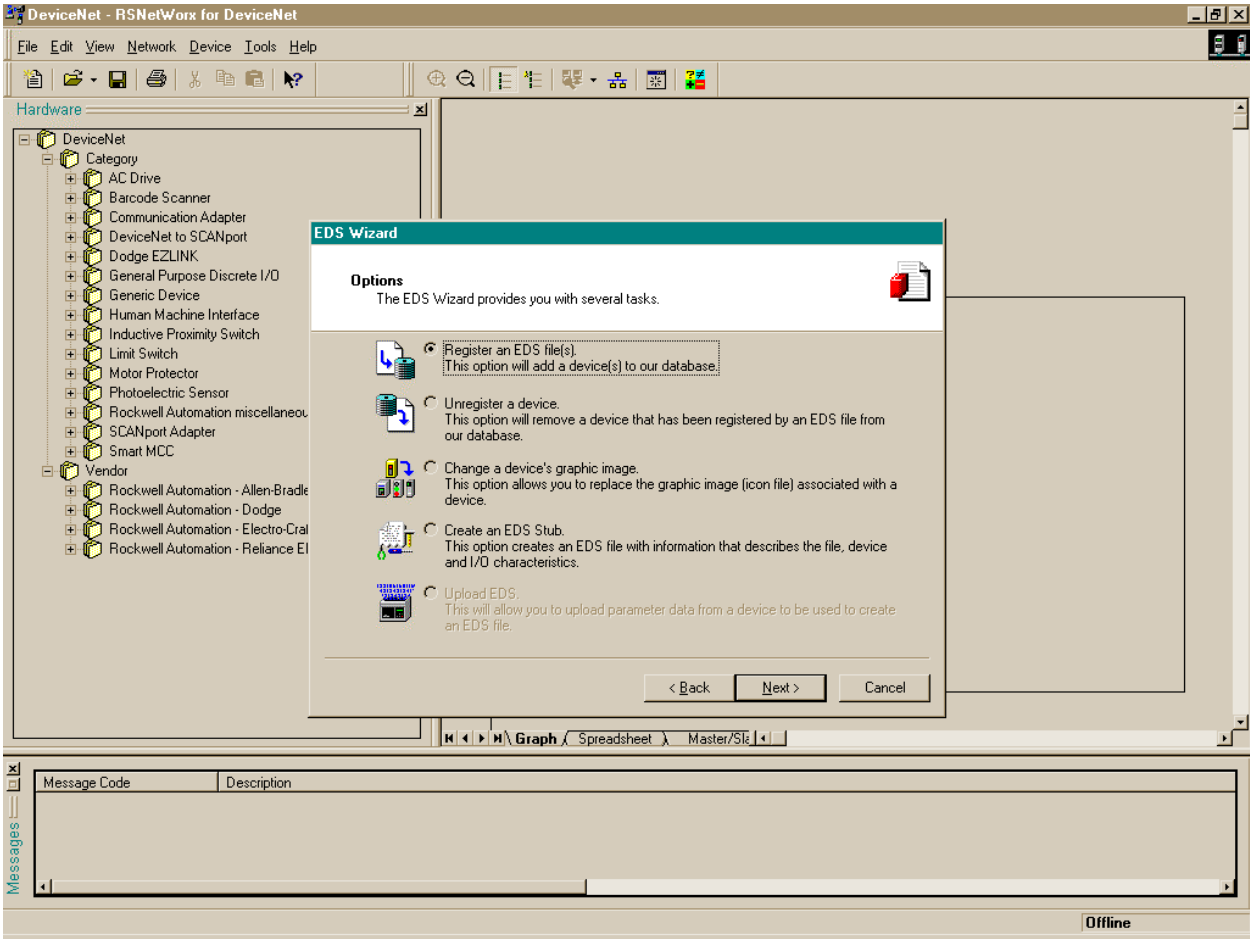 DeviceNet - RSNetWorx for DeviceNet
File Edit View Network Device Tools Help
Hardware
DeviceNet
Category
AC Drive
Barcode Scanner
Communication Adapter
DeviceNet to SCANport
Dodge EZLINK
General Purpose Discrete I/O
Generic Device
Human Machine Interface
Inductive Proximity Switch
Limit Switch
Motor Protector
Photoelectric Sensor
Rockwell Automation miscellaneou
SCANport Adapter
Smart MCC
Vendor
Rockwell Automation - Allen-Bradle
Rockwell Automation - Dodge
Rockwell Automation - Electro-Craf
Rockwell Automation - Reliance El
EDS Wizard
Options
The EDS Wizard provides you with several tasks.
Register an EDS file(s).
This option will add a device(s) to our database.
Unregister a device.
This option will remove a device that has been registered by an EDS file from
our database.
Change a device's graphic image.
This option allows you to replace the graphic image (icon file) associated with a
device.
Create an EDS Stub.
This option creates an EDS file with information that describes the file, device
and I/O characteristics.
Upload EDS.
This will allow you to upload parameter data from a device to be used to create
an EDS file.
< Back Next > Cancel
Graph Spreadsheet Master/Sla
Message Code Description
Messages
Offline